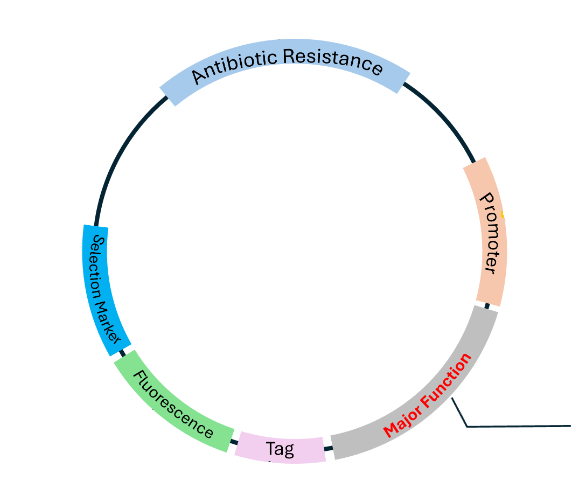 Antibiotic Resistance
Promoter
Major Function
Tag
Fluorescence
Selection Marker